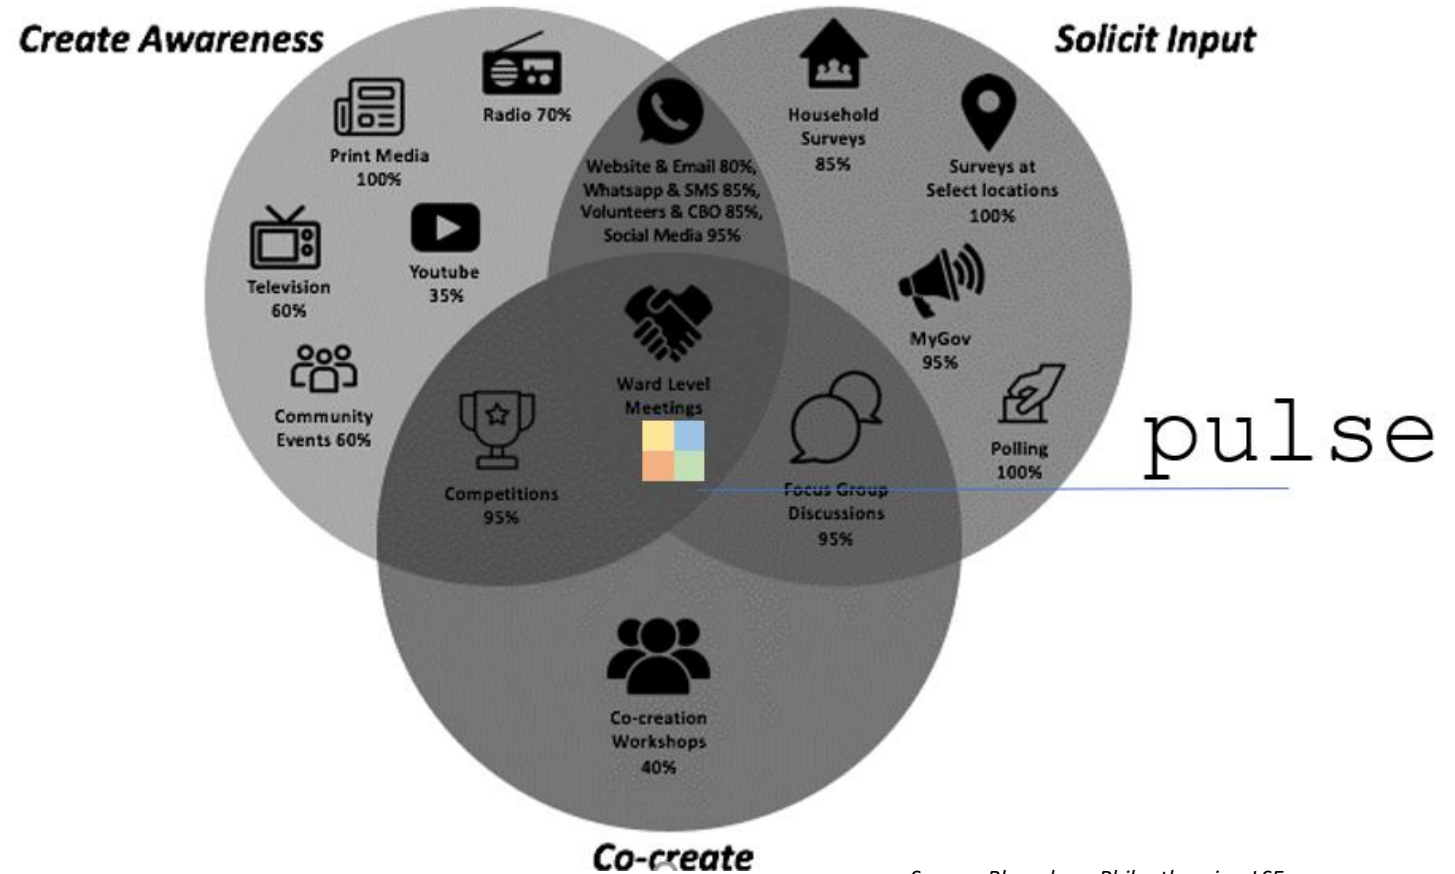 Create Awareness
Solicit Input
Radio 70%
Print Media
100%
Television
60%
Youtube
35%
Community
Events 60%
Website & Email 80%,
Whatsapp & SMS 85%,
Volunteers & CBO 85%,
Social Media 95%
Household
Surveys
85%
Surveys at
Select locations
100%
MyGov
95%
Polling
100%
Ward Level
Meetings
Competitions
95%
Focus Group
Discussions
95%
pulse
Co-creation
Workshops
40%
Co-create